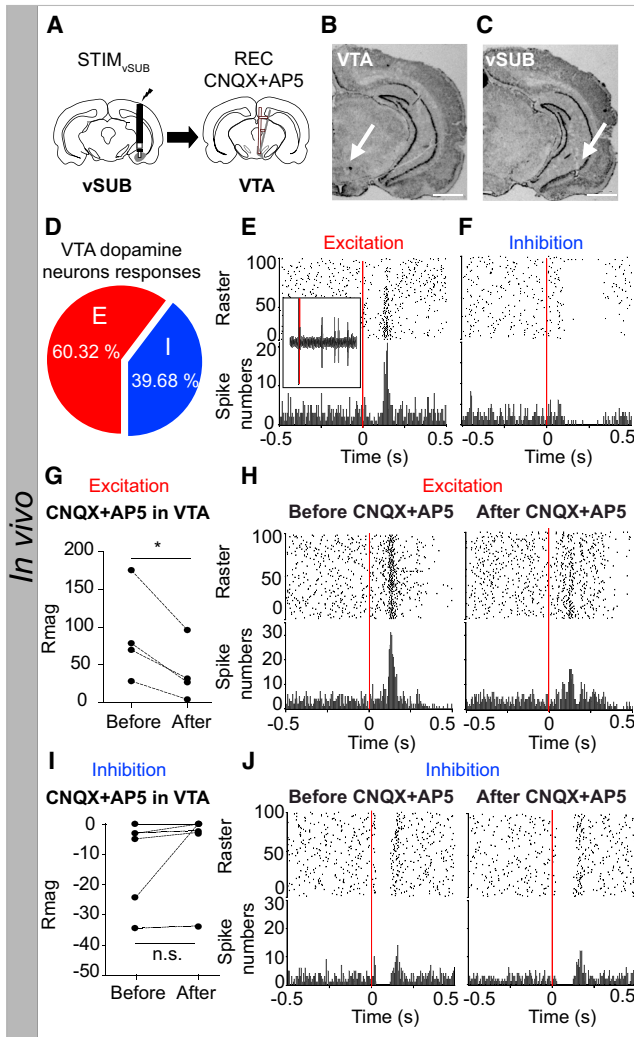 In vivo
A
STIMvSUB
REC
CNQX+AP5
vSUB
VTA
B
VTA
C
vSUB
D
VTA dopamine
neurons responses
E
60.32 %
I
39.68 %
E
Excitation
Raster
100
50
0
Spike
numbers
20
10
0
-0.5
0
0.5
Time (s)
F
Inhibition
-0.5
0
0.5
Time (s)
G
Excitation
CNQX+AP5 in VTA
*
Rmag
200
150
100
50
0
Before
After
H
Excitation
Before CNQX+AP5
After CNQX+AP5
Raster
100
50
0
Spike
numbers
30
20
10
0
-0.5
0
0.5
Time (s)
-0.5
0
0.5
Time (s)
I
Inhibition
CNQX+AP5 in VTA
Rmag
0
-10
-20
-30
-40
-50
n.s.
Before
After
J
Inhibition
Before CNQX+AP5
After CNQX+AP5
Raster
100
50
0
Spike
numbers
30
20
10
0
-0.5
0
0.5
Time (s)
-0.5
0
0.5
Time (s)